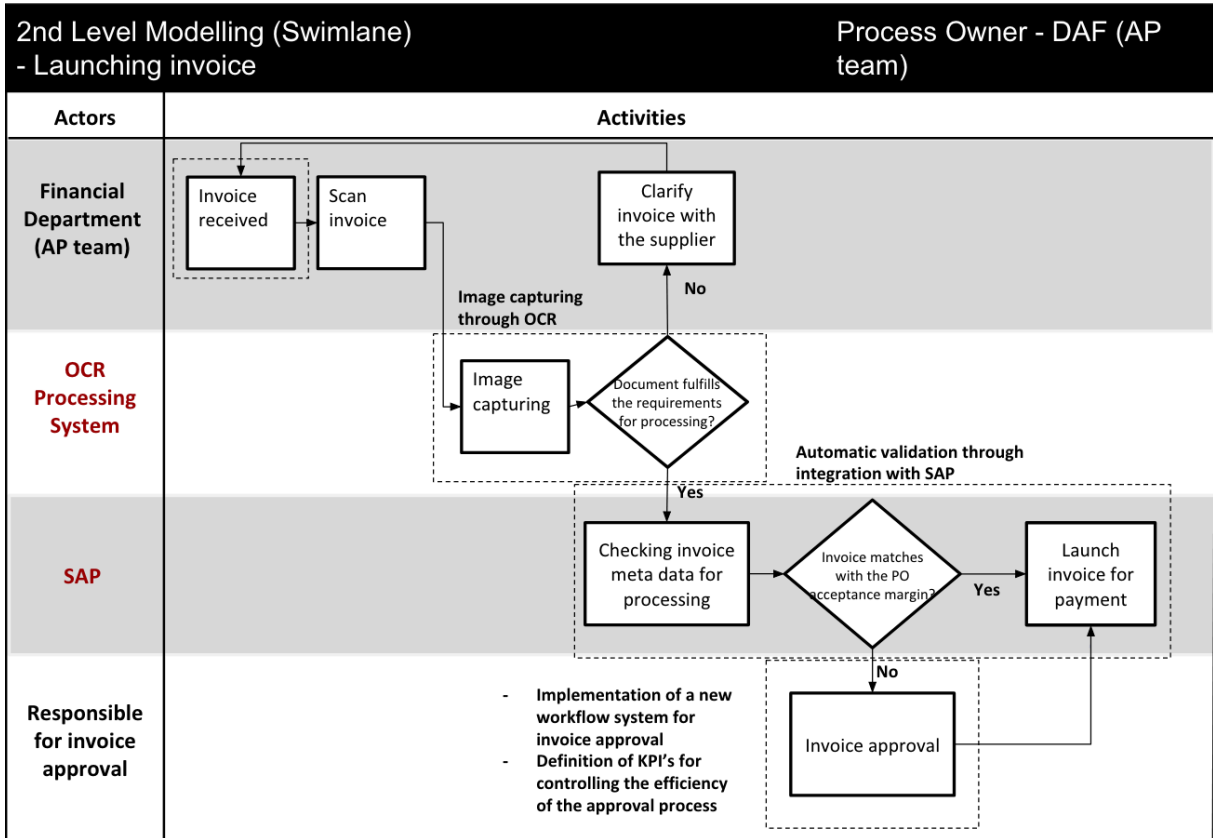 2nd Level Modelling (Swimlane)
- Launching invoice
Process Owner - DAF (AP
team)
Actors
Activities
Financial
Department
(AP team)
Invoice
received
Scan
invoice
Clarify
invoice with
the supplier
No
Image capturing
through OCR
OCR
Processing
System
Image
capturing
Document fulfills
the requirements
for processing?
Automatic validation through
integration with SAP
Yes
SAP
Checking invoice
meta data for
processing
Invoice matches
with the PO
acceptance margin?
Yes
Launch
invoice for
payment
No
Responsible
for invoice
approval
- Implementation of a new
workflow system for
invoice approval
- Definition of KPI's for
controlling the efficiency
of the approval process
Invoice approval